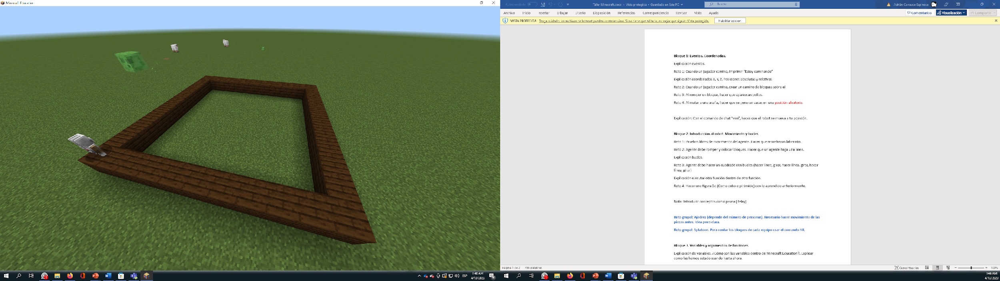 Minecraft Education
Autoguardado
Taller Minecraft.docx - Vista protegida - Guardado en Este PC
Buscar
Adrián Carrasco Espinosa
Archivo Inicio Insertar Dibujar Diseño Disposición Referencias Correspondencia Revisar Vista Ayuda
Comentarios Visualización Compartir
VISTA PROTEGIDA Tenga cuidado: los archivos de Internet pueden contener virus. Si no tiene que editarlo, es mejor que siga en Vista protegida. Habilitar edición
Bloque 1: Eventos. Coordenadas.
Explicación eventos.
Reto 1: Cuando un jugador camine, imprimir "Estoy caminando"
Explicación coordenadas X, Y, Z. Posiciones absolutas y relativas.
Reto 2: Cuando un jugador camine, crear un camino de bloques sobre el
Reto 3: Al romper un bloque, hacer que aparezcan pollos.
Reto 4: Al matar a una araña, hacer que se generen vacas en una posición aleatoria.
Explicación: Con el comando de chat "ven", haces que el robot se mueva a tu posición.
Bloque 2: Introducción al robot. Movimiento y bucles.
Reto 1: Pruebas libres de movimiento del agente. Hacer que resuelva un laberinto.
Reto 2: Agente debe romper y colocar bloques. Hacer que un agente haga una línea.
Explicación bucles.
Reto 3: Agente debe hacer un cuadrado con bucles (hacer línea, girar, hacer línea, girar, hacer
línea, girar)
Explicación ejecutar otra función dentro de otra función.
Reto 4: Hacer una figura 3d (Como cubo o pirámide) con lo aprendido anteriormente.
Nota: Introducir conceptos como pausa (delay)
Reto grupal: Ajedrez (depende del número de personas). Necesario hacer movimiento de las
piezas antes. Idea poco clara.
Reto grupal: Splatoon. Para contar los bloques de cada equipo usar el comando fill.
Bloque 3. Variables y argumentos de funciones.
Explicación de variables. ¿Cómo son las variables dentro de Minecraft Education?. Explicar
como las hemos estado usando hasta ahora.
Página 1 de 2 499 palabras
Concentración
100%
ESP
1:46 AM
4/13/2023
1:46 AM
4/13/2023